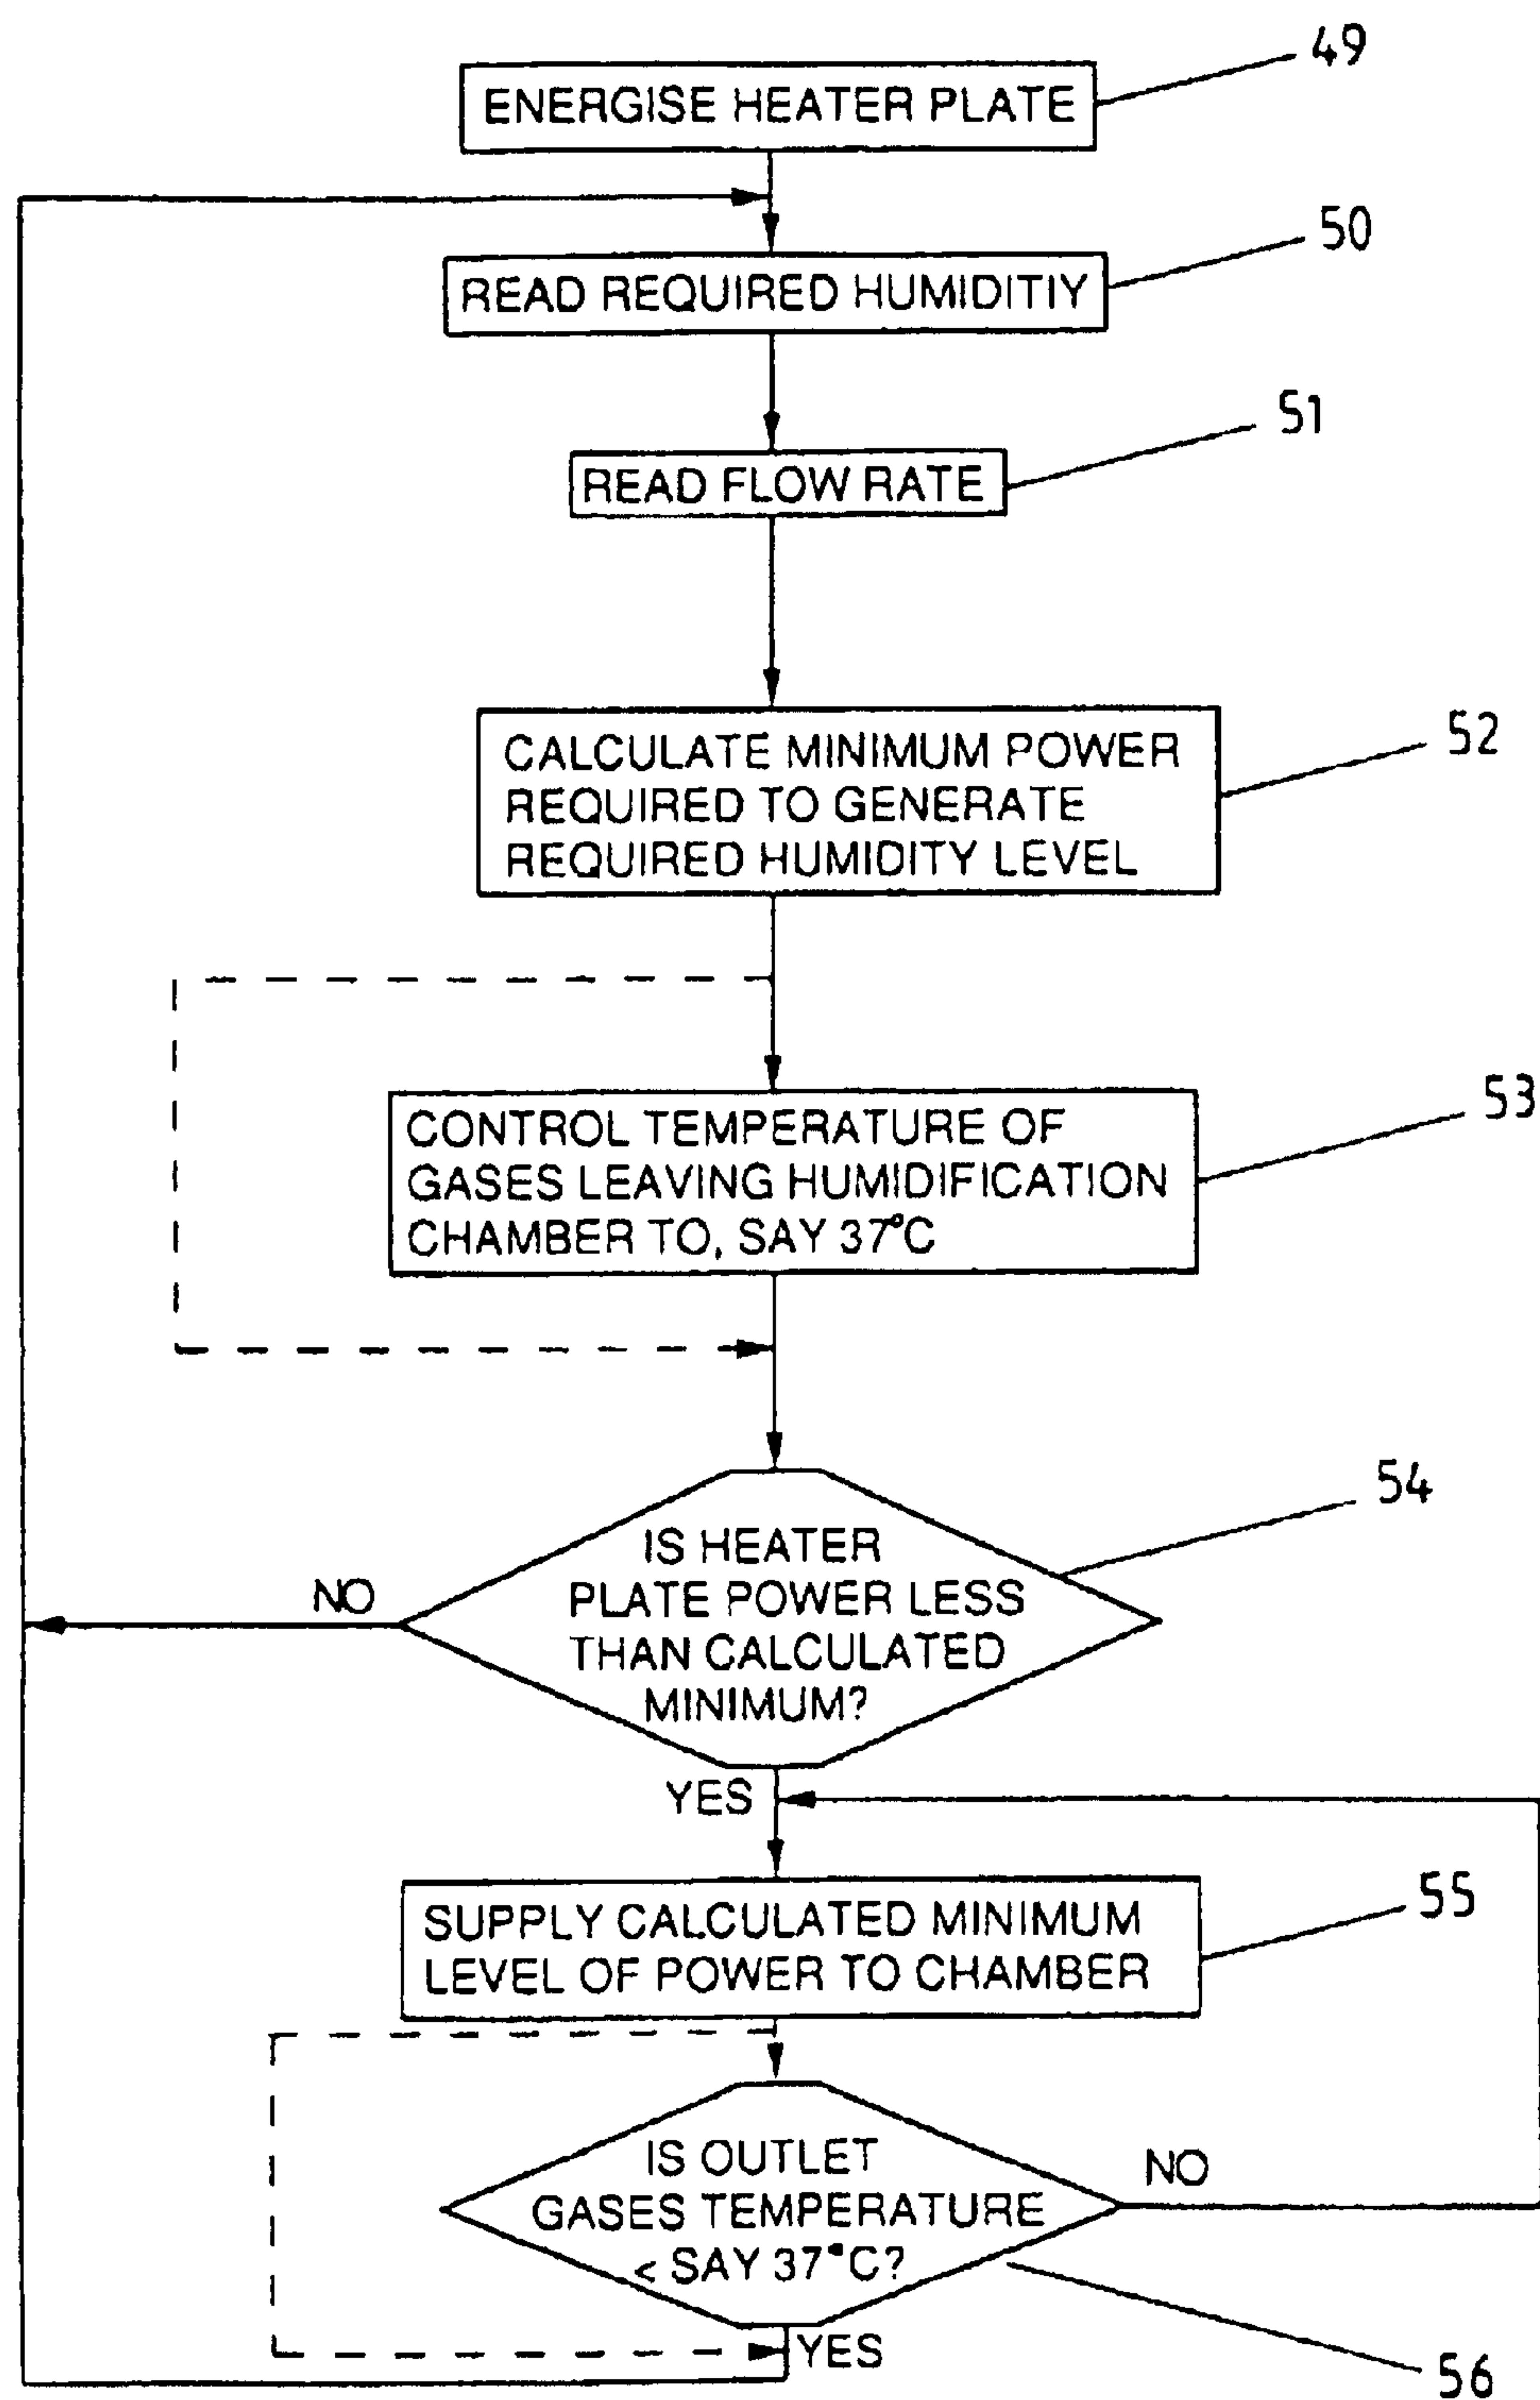 49
ENERGISE HEATER PLATE
50
READ REQUIRED HUMIDITIY
51
READ FLOW RATE
52
CALCULATE MINIMUM POWER
REQUIRED TO GENERATE
REQUIRED HUMIDITY LEVEL
53
CONTROL TEMPERATURE OF
GASES LEAVING HUMIDIFICATION
CHAMBER TO, SAY 37°C
54
IS HEATER
PLATE POWER LESS
THAN CALCULATED
MINIMUM?
NO
YES
55
SUPPLY CALCULATED MINIMUM
LEVEL OF POWER TO CHAMBER
IS OUTLET
GASES TEMPERATURE
< SAY 37°C?
NO
YES
56